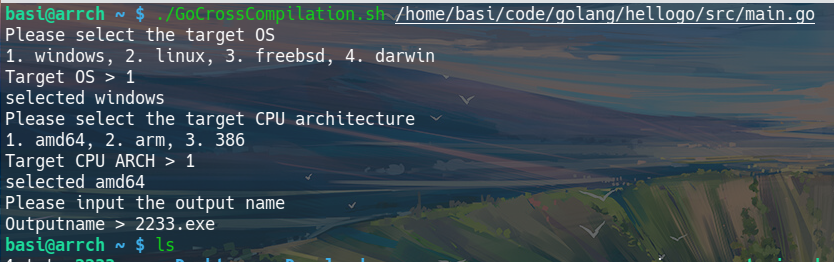 basi@arrch ~ $ ./GoCrossCompilation.sh /home/basi/code/golang/hellogo/src/main.go
Please select the target OS
1. windows, 2. linux, 3. freebsd, 4. darwin
Target OS > 1
selected windows
Please select the target CPU architecture
1. amd64, 2. arm, 3. 386
Target CPU ARCH > 1
selected amd64
Please input the output name
Outputname > 2233.exe
basi@arrch ~ $ ls